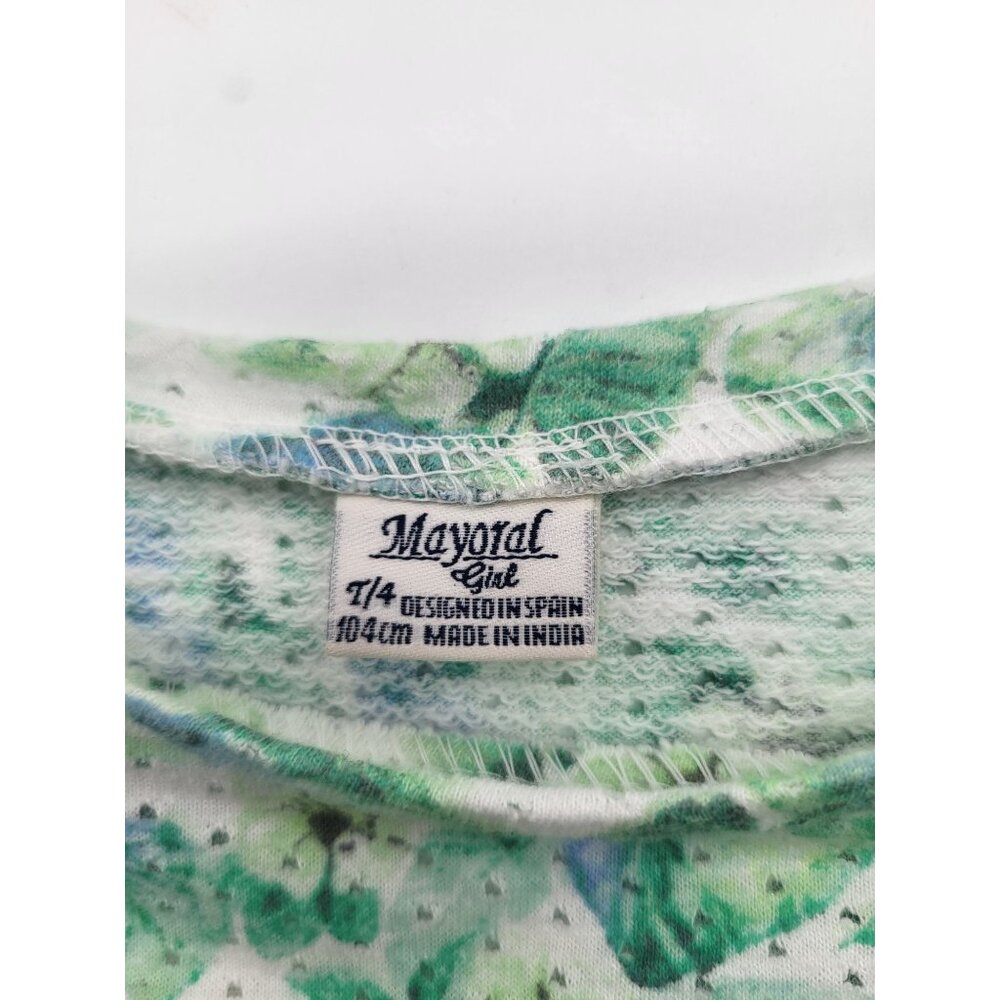 Mayoral
Girl
T/4 DESIGNED IN SPAIN
104cm MADE IN INDIA